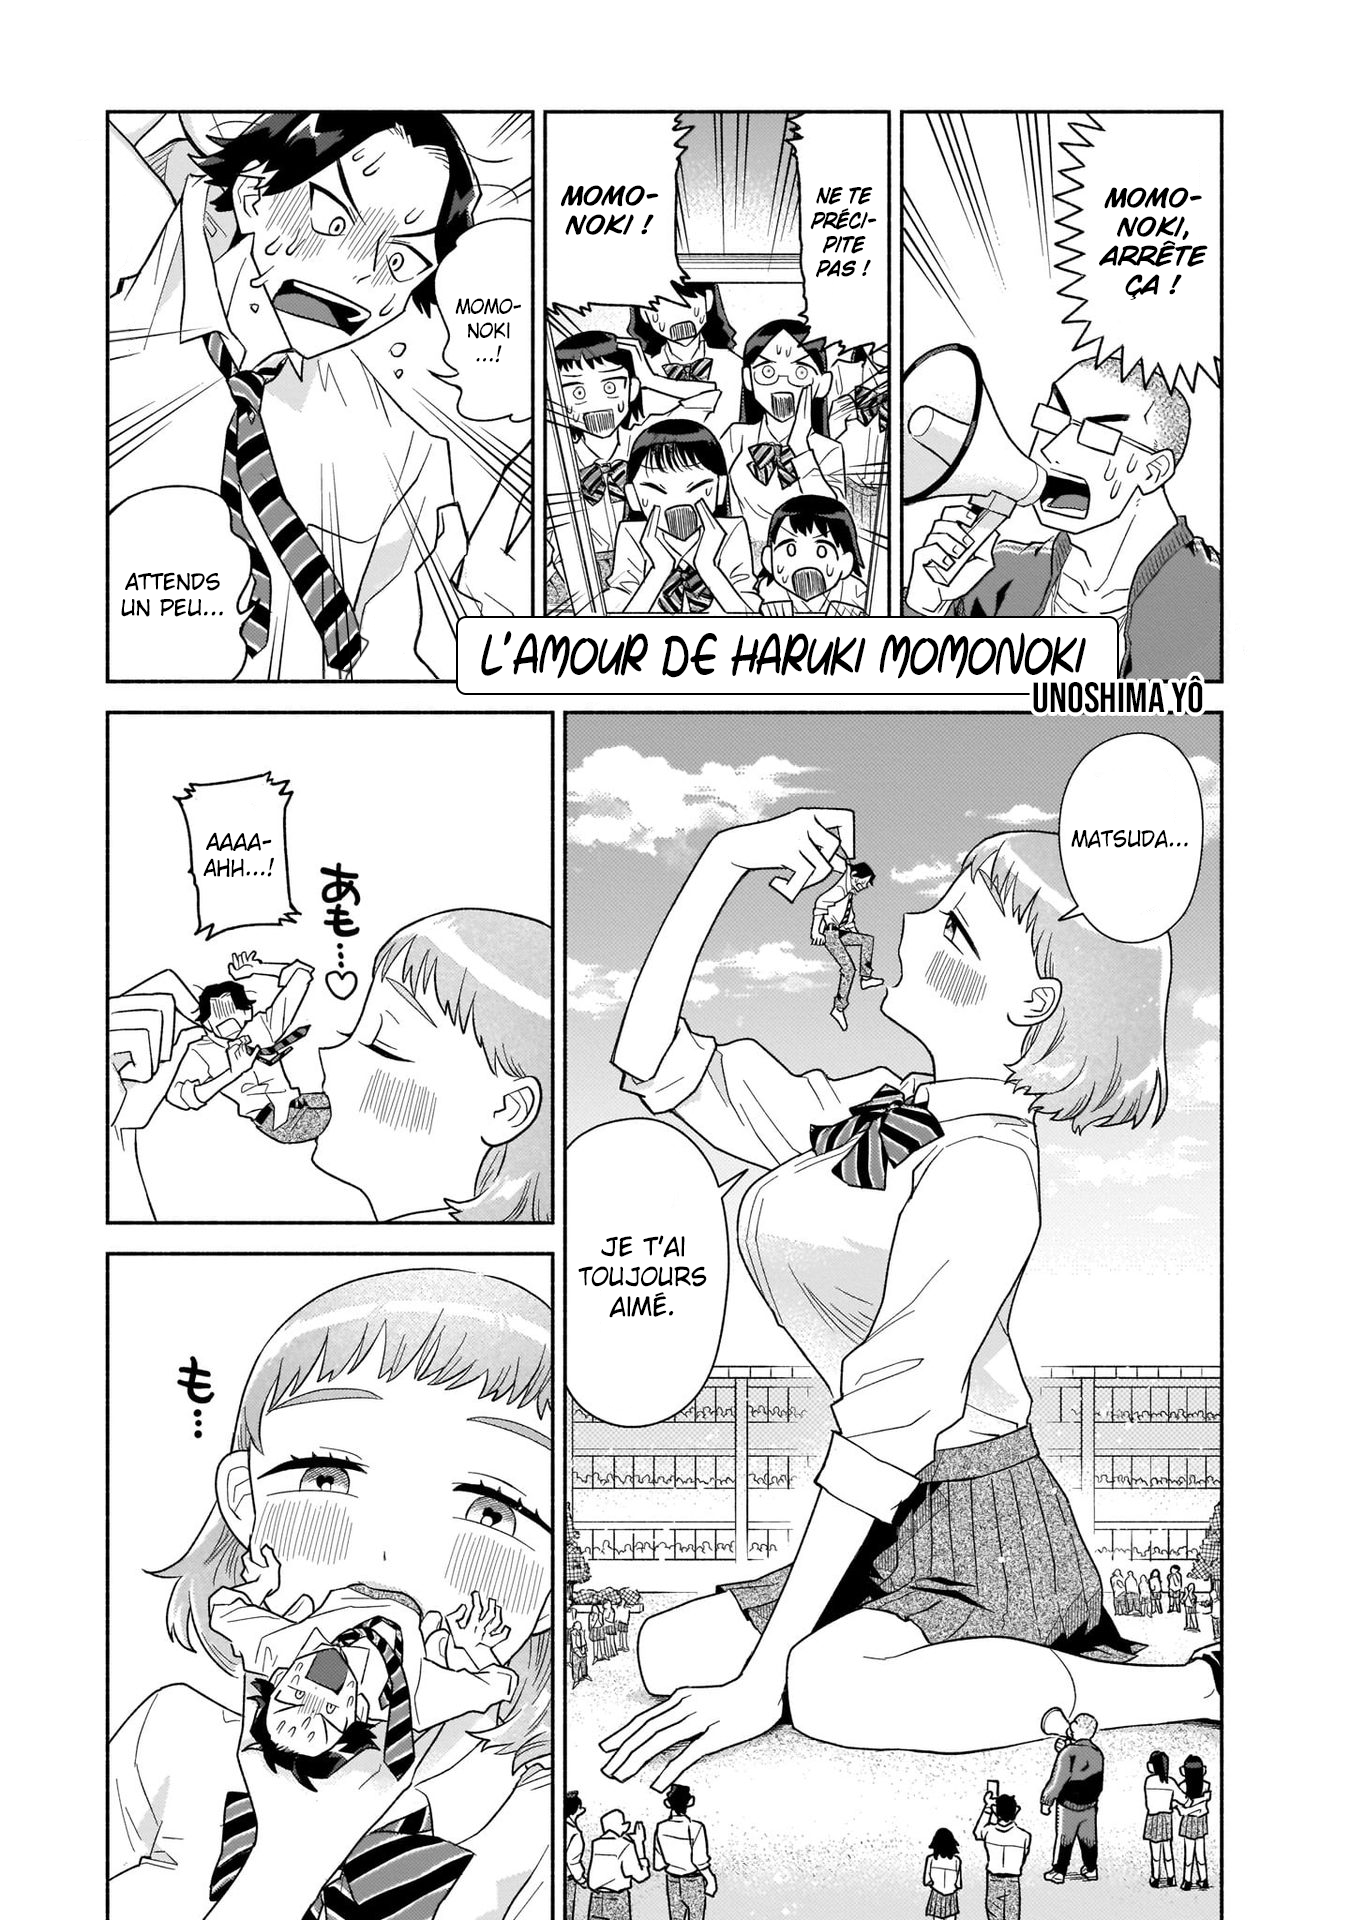 MOMO-
NOKI,
ARRÊTE
ÇA !
NE TE
PRÉCI-
PITE
PAS !
MOMO-
NOKI !
MOMO-
NOKI
...!
ATTENDS
UN PEU...
L'AMOUR DE HARUKI MOMONOKI
UNOSHIMA YÔ
MATSUDA...
JE T'AI
TOUJOURS
AIMÉ.
AAAA-
AHH...!
あも…♡
も…